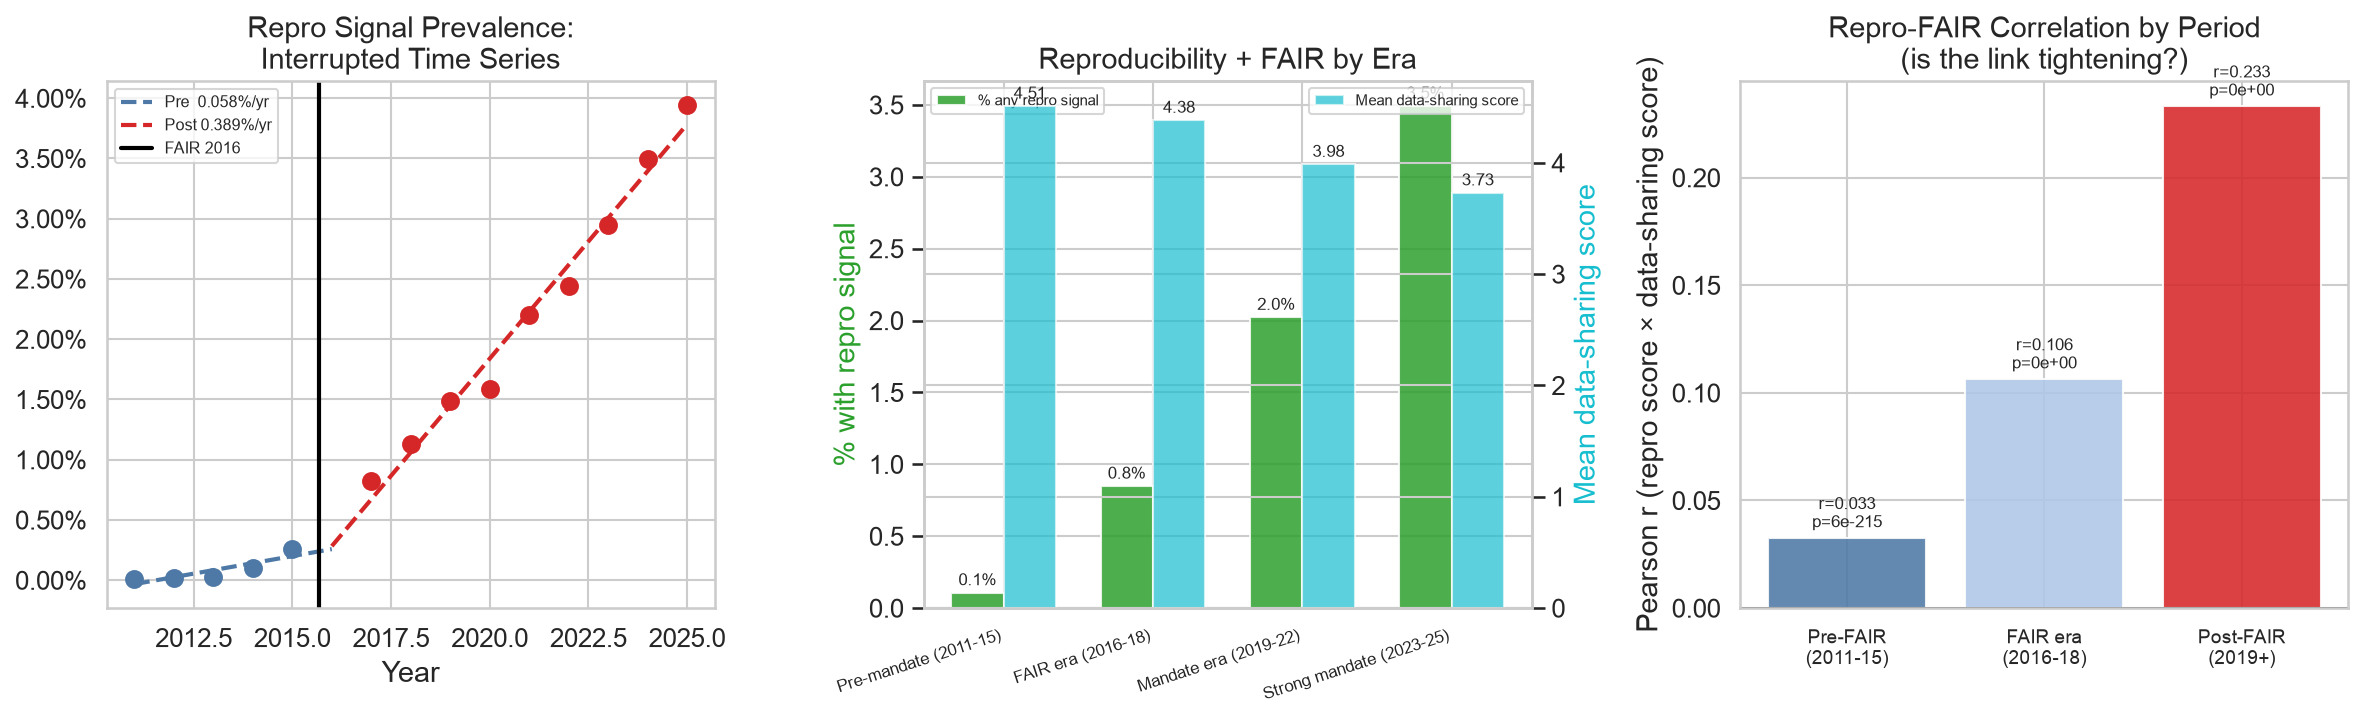 Repro Signal Prevalence:
Interrupted Time Series
4.00%
3.50%
3.00%
2.50%
2.00%
1.50%
1.00%
0.50%
0.00%
Pre 0.058%/yr
Post 0.389%/yr
FAIR 2016
2012.5 2015.0 2017.5 2020.0 2022.5 2025.0
Year
Reproducibility + FAIR by Era
% with repro signal
3.5
3.0
2.5
2.0
1.5
1.0
0.5
0.0
% any repro signal
Mean data-sharing score
0.1%
0.8%
2.0%
3.5%
4.51
4.38
3.98
3.73
4
3
2
1
0
Mean data-sharing score
Pre-mandate (2011-15)
FAIR era (2016-18)
Mandate era (2019-22)
Strong mandate (2023-25)
Repro-FAIR Correlation by Period
(is the link tightening?)
Pearson r (repro score × data-sharing score)
0.20
0.15
0.10
0.05
0.00
r=0.033
p=6e-215
r=0.106
p=0e+00
r=0.233
p=0e+00
Pre-FAIR
(2011-15)
FAIR era
(2016-18)
Post-FAIR
(2019+)